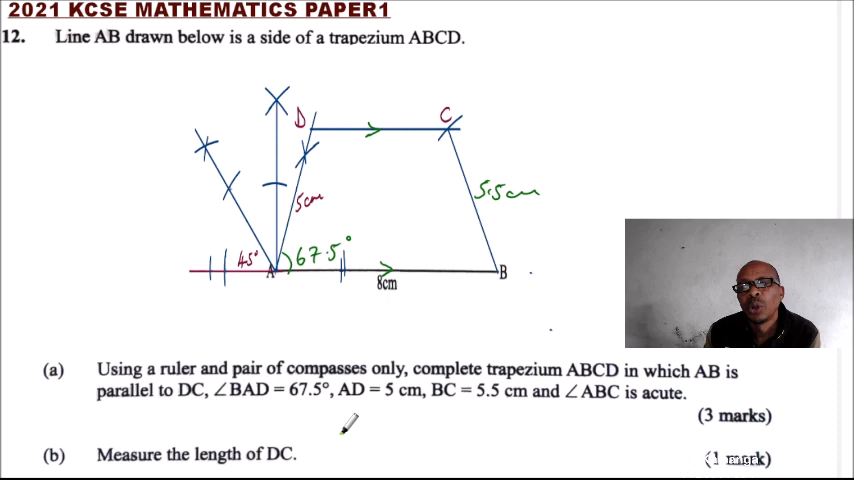 2021 KCSE MATHEMATICS PAPER1
12. Line AB drawn below is a side of a trapezium ABCD.
D
C
5cm
5.5cm
45°
A
67.5°
B
8cm
(a) Using a ruler and pair of compasses only, complete trapezium ABCD in which AB is
parallel to DC, ∠BAD = 67.5°, AD = 5 cm, BC = 5.5 cm and ∠ABC is acute.
(3 marks)
(b) Measure the length of DC.
(1 mark)